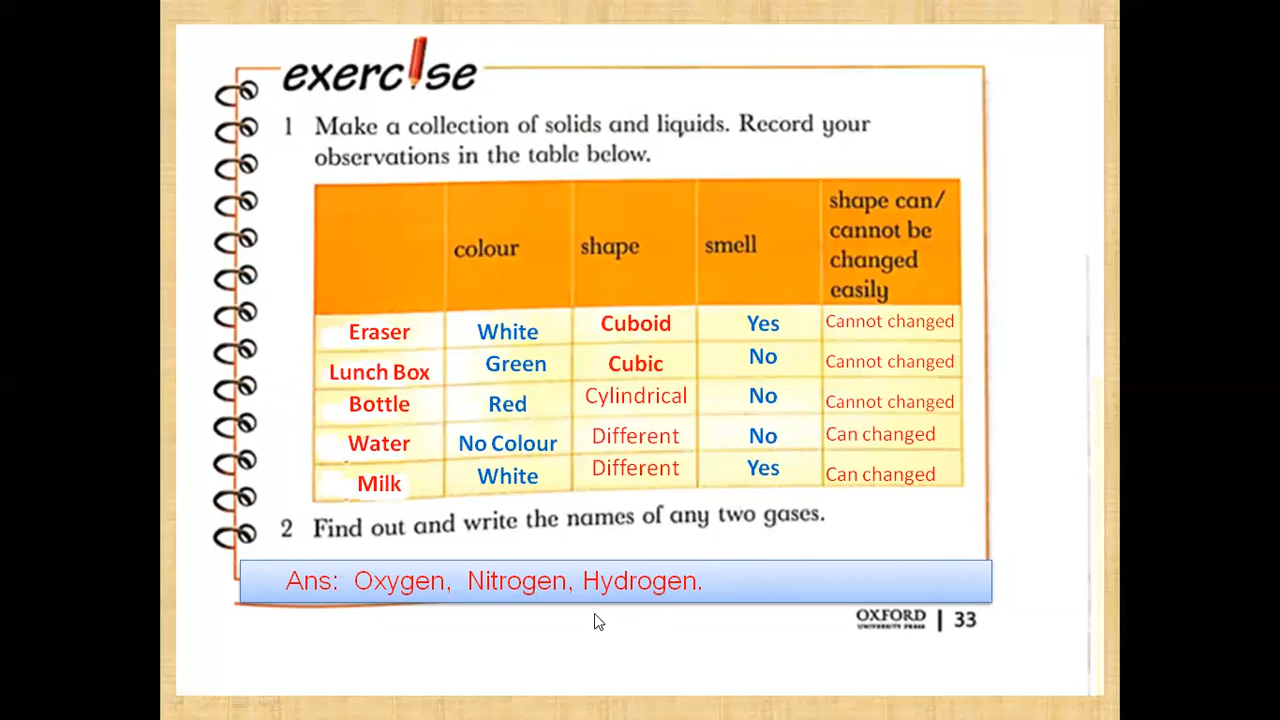 exercise
1 Make a collection of solids and liquids. Record your
observations in the table below.
colour shape smell shape can/
cannot be
changed
easily
Eraser White Cuboid Yes Cannot changed
Lunch Box Green Cubic No Cannot changed
Bottle Red Cylindrical No Cannot changed
Water No Colour Different No Can changed
Milk White Different Yes Can changed
2 Find out and write the names of any two gases.
Ans: Oxygen, Nitrogen, Hydrogen.
OXFORD | 33
UNIVERSITY PRESS